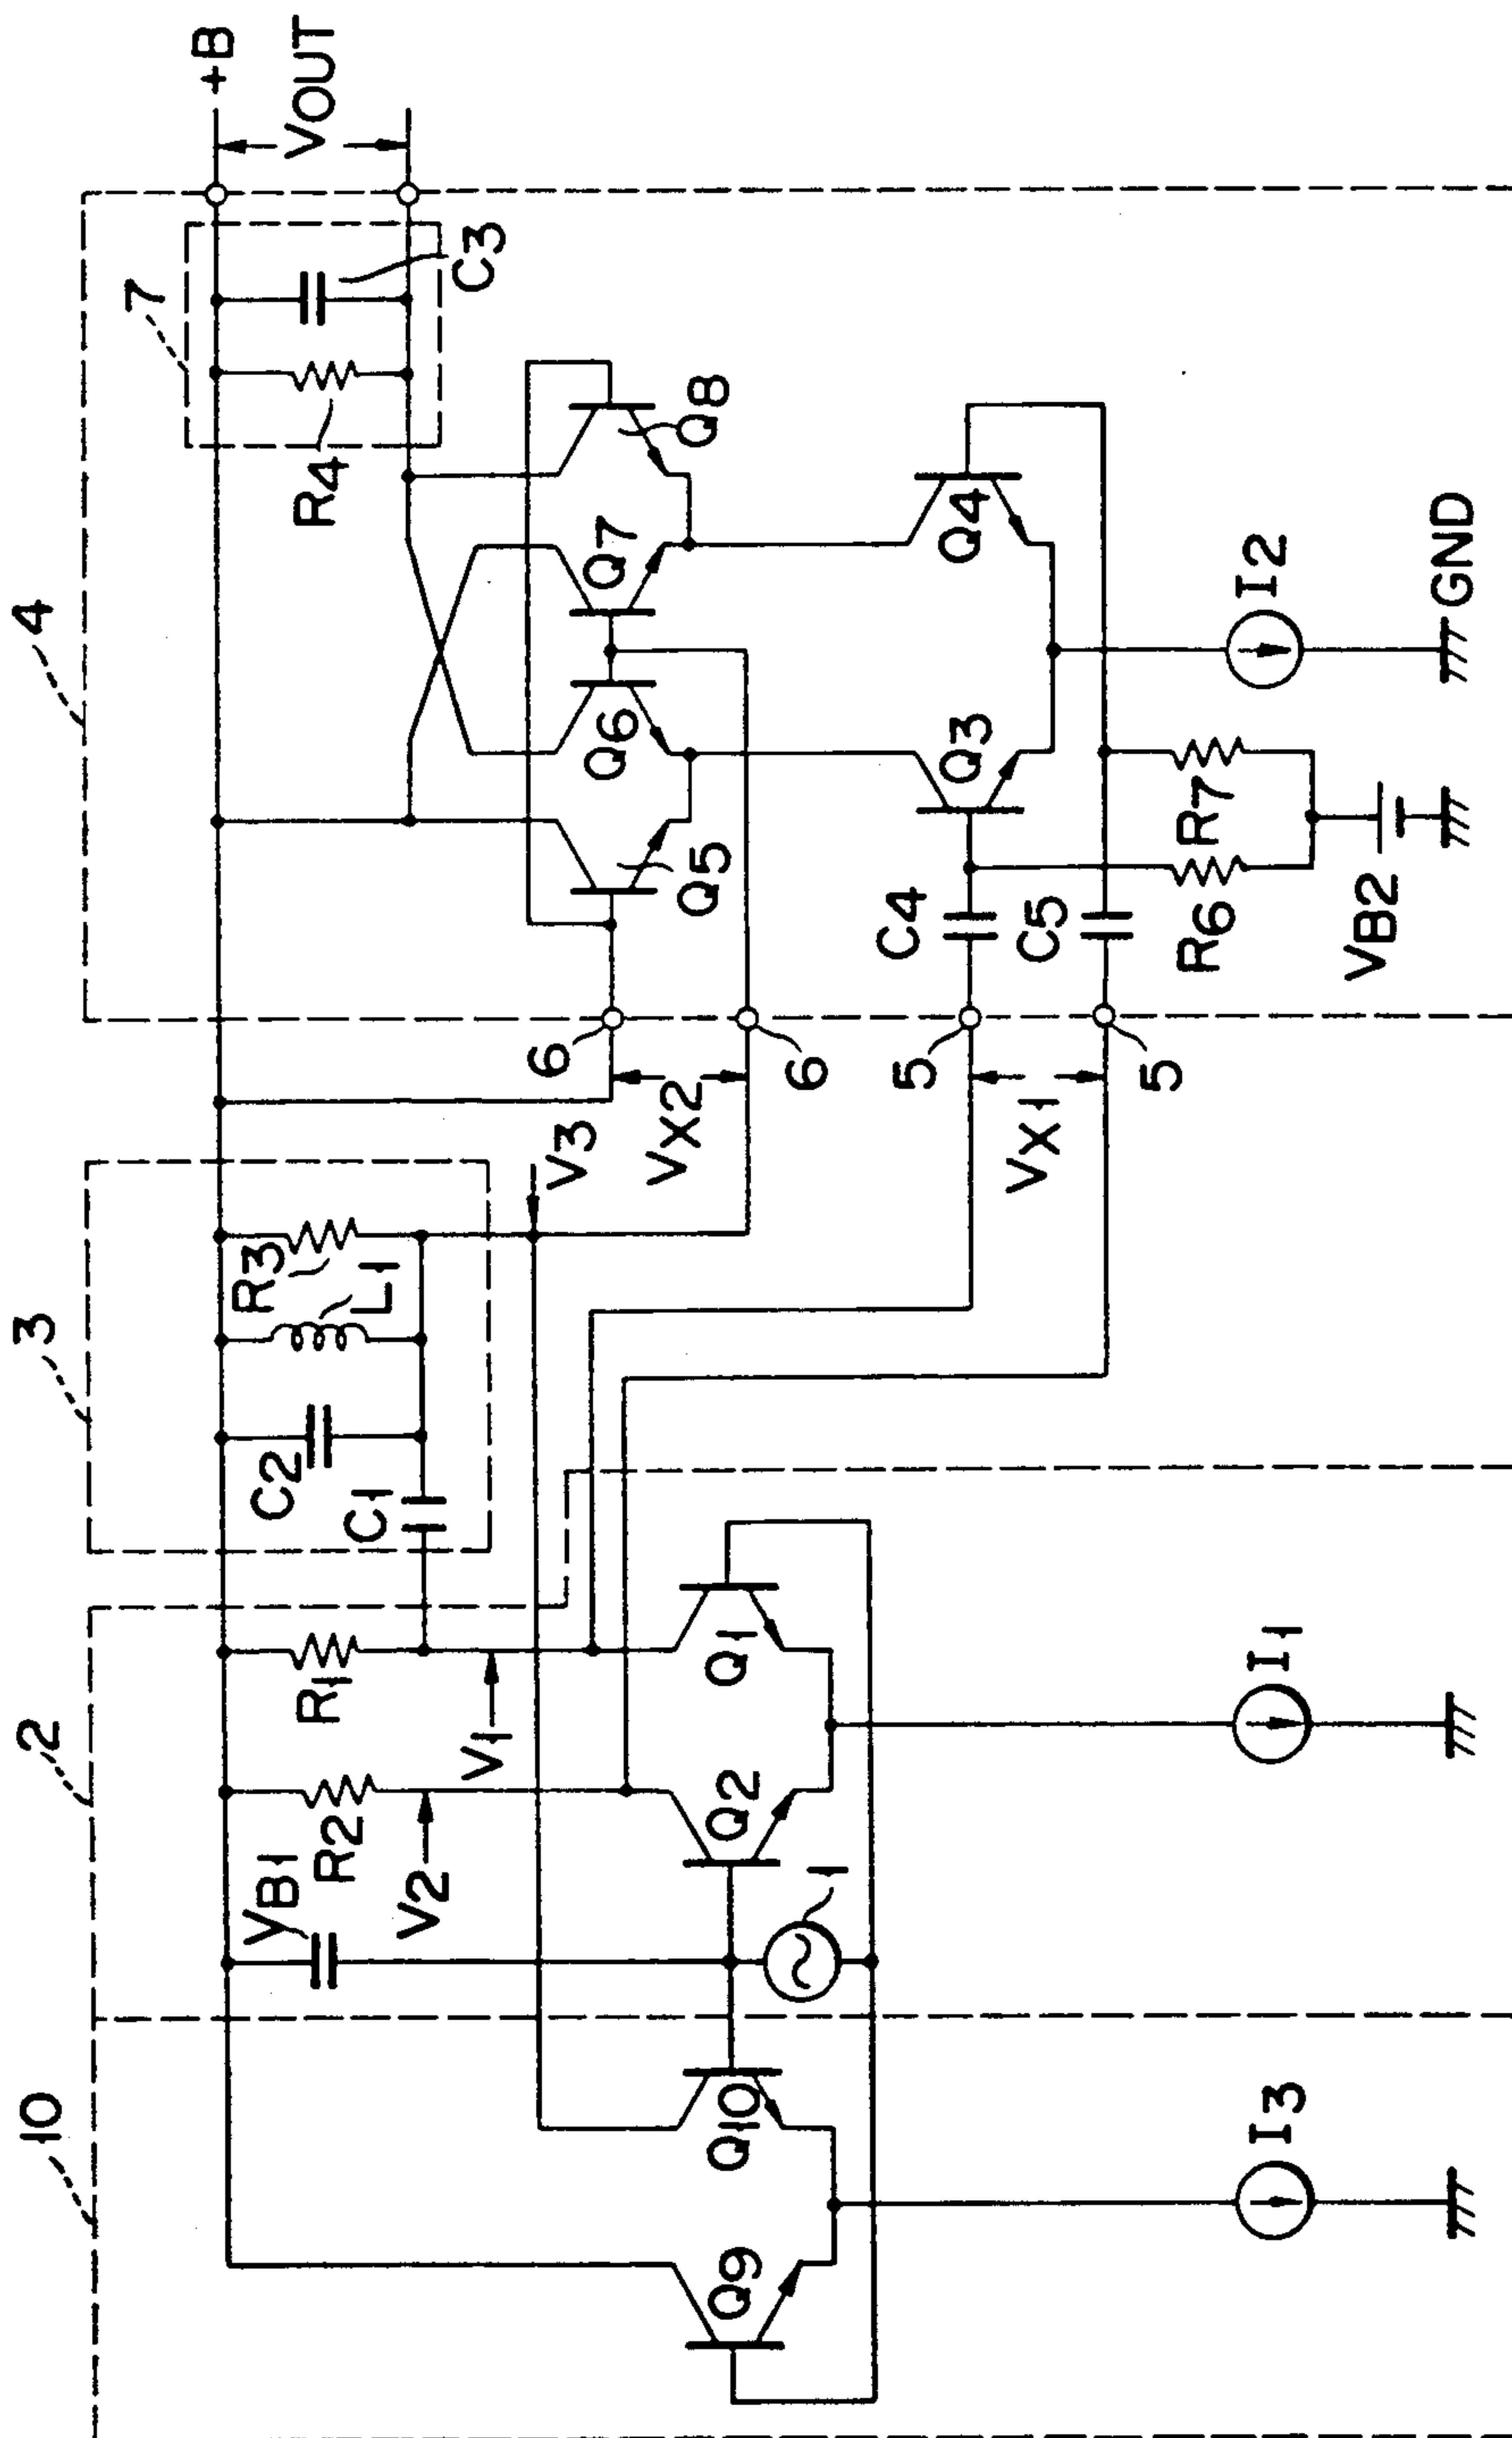 10
2
3
4
7
+B
VOUT
VB1
R2
R1
C2
C1
R3
L1
R4
C3
V2
V1
V3
6
VX2
6
5
VX1
5
Q9
Q10
Q2
Q1
1
Q5
Q6
Q7
Q8
C4
C5
Q3
Q4
R6
R7
VB2
I3
I1
I2
GND